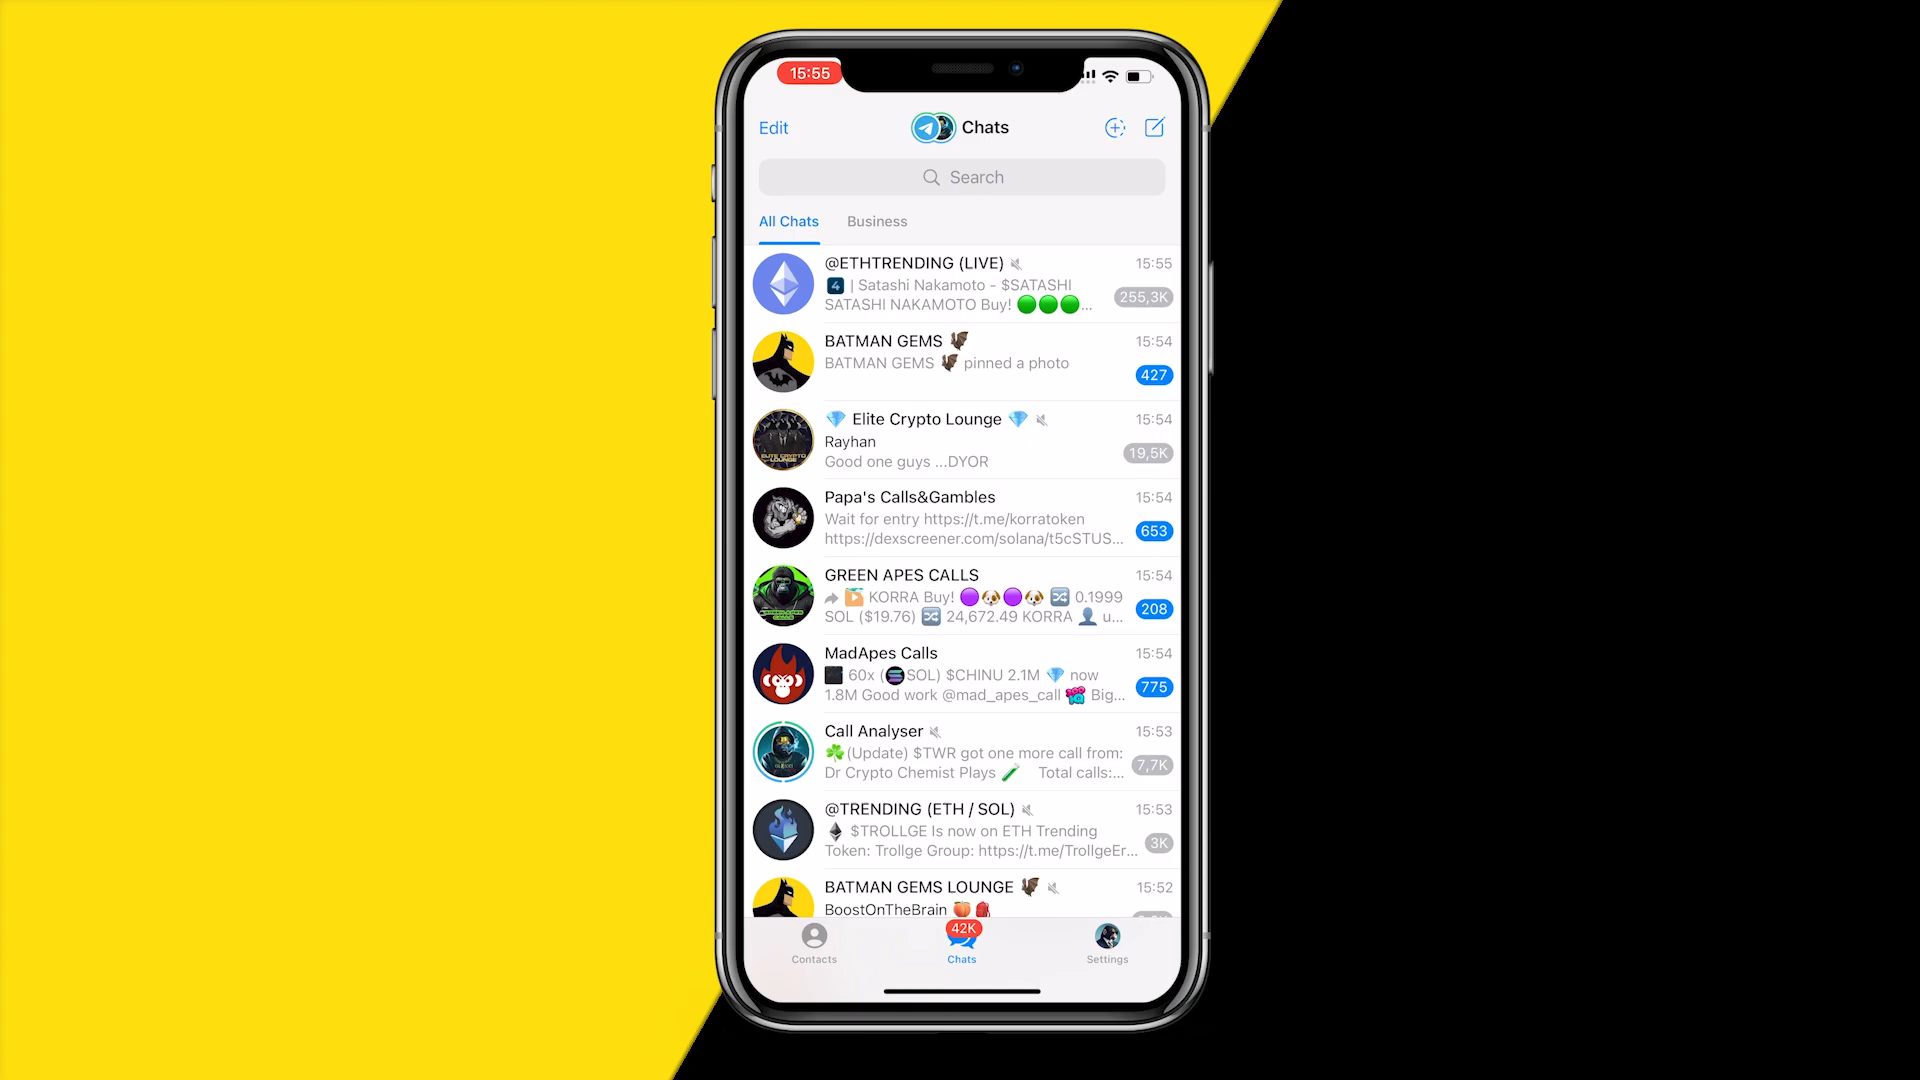 15:55
Edit
Chats
Search
All Chats
Business
@ETHTRENDING (LIVE)
15:55
4 | Satashi Nakamoto - $SATASHI
SATASHI NAKAMOTO Buy! 🟢🟢🟢...
255,3K
BATMAN GEMS 🦇
15:54
BATMAN GEMS 🦇 pinned a photo
427
💎 Elite Crypto Lounge 💎
15:54
Rayhan
Good one guys ...DYOR
19,5K
ELITE CRYPTO
LOUNGE
Papa's Calls&Gambles
15:54
Wait for entry https://t.me/korratoken
https://dexscreener.com/solana/t5cSTUS...
653
GREEN APES CALLS
15:54
KORRA Buy! 🟣🐶🟣🐶 🔀 0.1999
SOL ($19.76) 🔀 24,672.49 KORRA 👤 u...
208
GREEN APES
CALLS
MadApes Calls
15:54
60x (SOL) $CHINU 2.1M 💎 now
1.8M Good work @mad_apes_call Big...
775
Call Analyser
15:53
☘️(Update) $TWR got one more call from:
Dr Crypto Chemist Plays 🧪 Total calls:...
7,7K
@TRENDING (ETH / SOL)
15:53
$TROLLGE Is now on ETH Trending
Token: Trollge Group: https://t.me/TrollgeEr...
3K
BATMAN GEMS LOUNGE 🦇
15:52
BoostOnTheBrain 🍑🎒
42K
Contacts
Chats
Settings